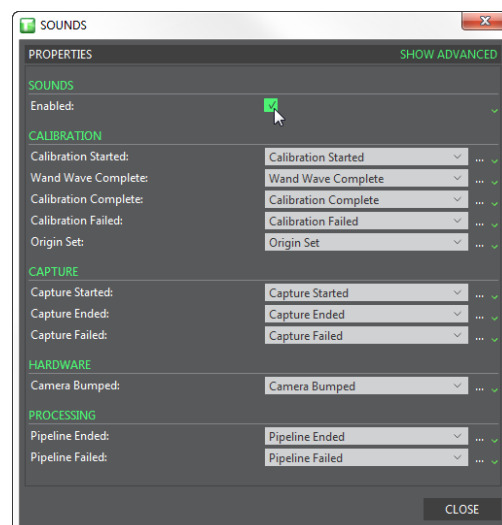 SOUNDS
PROPERTIES SHOW ADVANCED
SOUNDS
Enabled:
CALIBRATION
Calibration Started: Calibration Started ...
Wand Wave Complete: Wand Wave Complete ...
Calibration Complete: Calibration Complete ...
Calibration Failed: Calibration Failed ...
Origin Set: Origin Set ...
CAPTURE
Capture Started: Capture Started ...
Capture Ended: Capture Ended ...
Capture Failed: Capture Failed ...
HARDWARE
Camera Bumped: Camera Bumped ...
PROCESSING
Pipeline Ended: Pipeline Ended ...
Pipeline Failed: Pipeline Failed ...
CLOSE